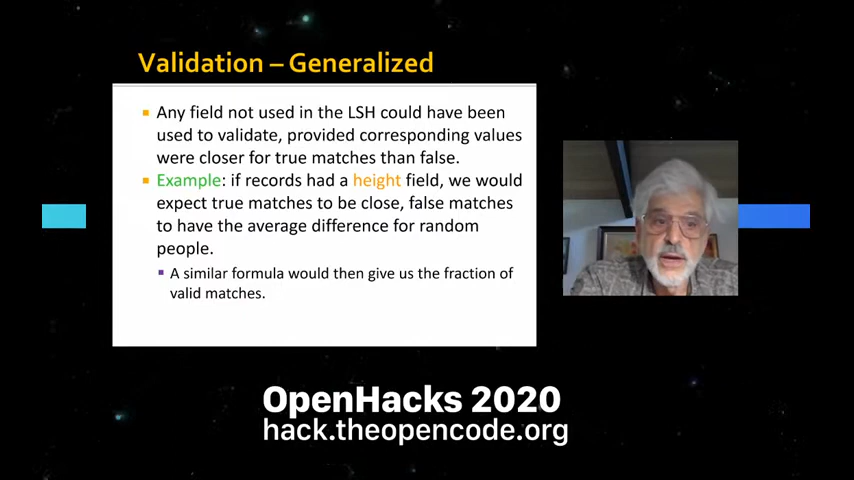 Validation – Generalized
Any field not used in the LSH could have been
used to validate, provided corresponding values
were closer for true matches than false.
Example: if records had a height field, we would
expect true matches to be close, false matches
to have the average difference for random
people.
A similar formula would then give us the fraction of
valid matches.
OpenHacks 2020
hack.theopencode.org